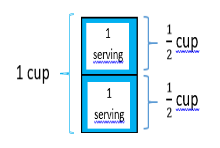 1
serving
1/2 cup
1 cup
1
serving
1/2 cup